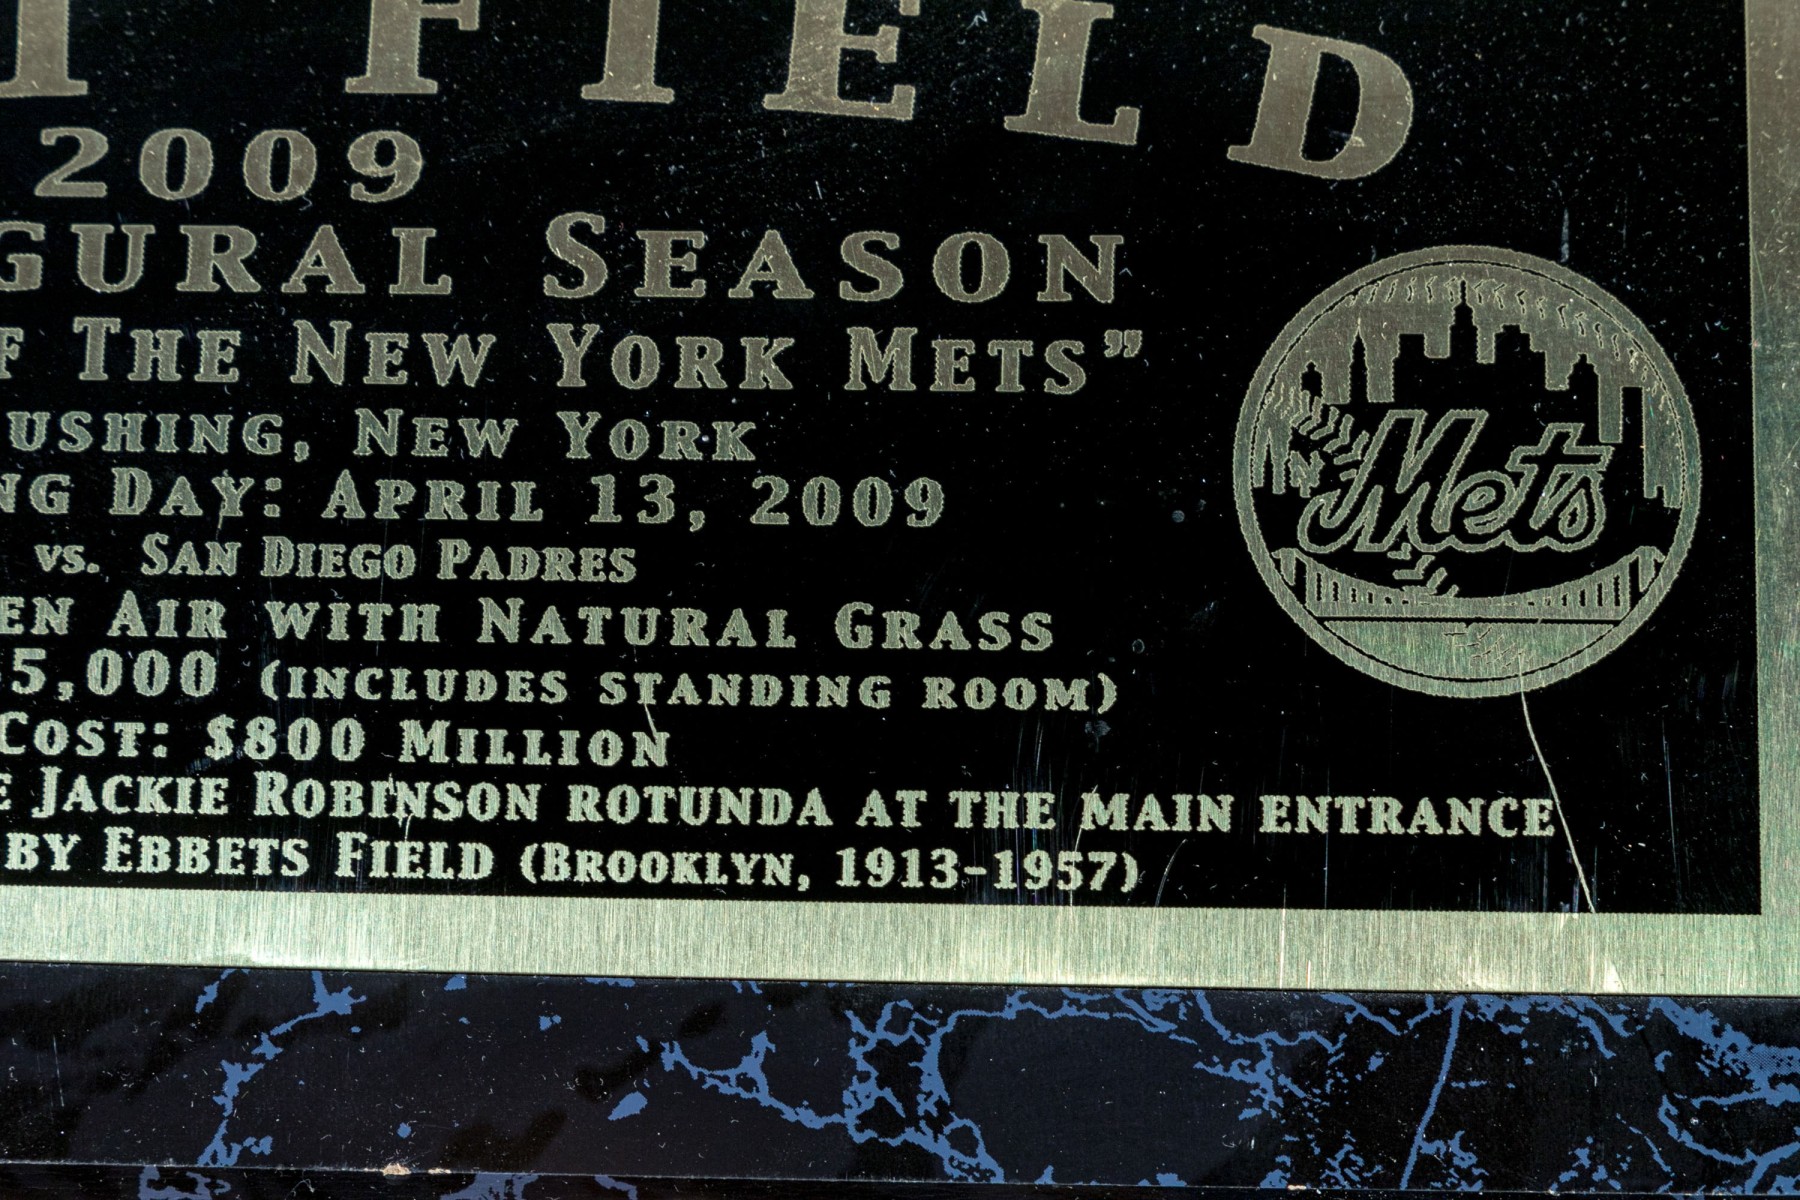 I FIELD
2009
GURAL SEASON
F THE NEW YORK METS”
USHING, NEW YORK
NG DAY: APRIL 13, 2009
VS. SAN DIEGO PADRES
EN AIR WITH NATURAL GRASS
5,000 (INCLUDES STANDING ROOM)
COST: $800 MILLION
E JACKIE ROBINSON ROTUNDA AT THE MAIN ENTRANCE
BY EBBETS FIELD (BROOKLYN, 1913-1957)
NY Mets